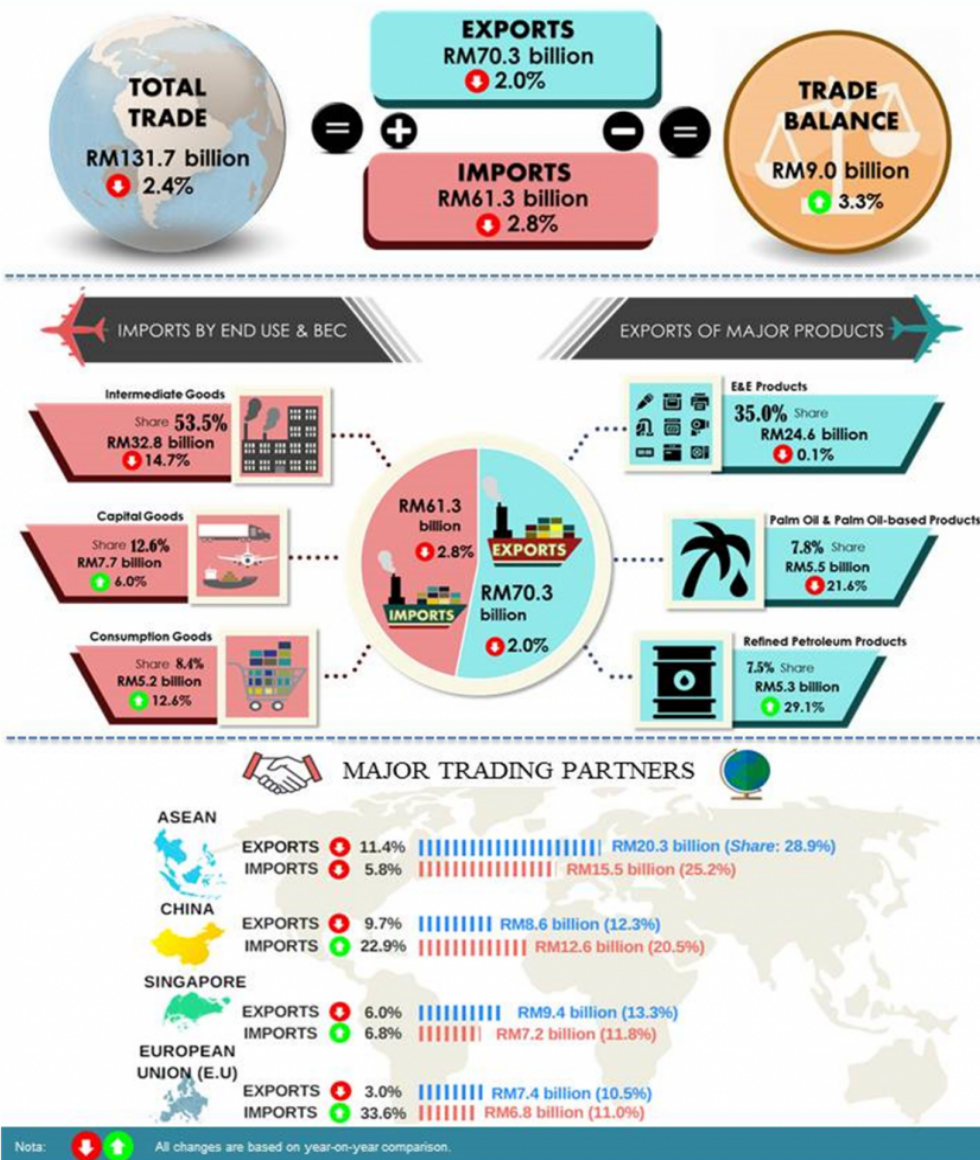 TOTAL
TRADE
RM131.7 billion
2.4%
EXPORTS
RM70.3 billion
2.0%
IMPORTS
RM61.3 billion
2.8%
TRADE
BALANCE
RM9.0 billion
3.3%
IMPORTS BY END USE & BEC
EXPORTS OF MAJOR PRODUCTS
Intermediate Goods
Share 53.5%
RM32.8 billion
14.7%
Capital Goods
Share 12.6%
RM7.7 billion
6.0%
Consumption Goods
Share 8.4%
RM5.2 billion
12.6%
RM61.3
billion
2.8%
IMPORTS
EXPORTS
RM70.3
billion
2.0%
E&E Products
35.0% Share
RM24.6 billion
0.1%
Palm Oil & Palm Oil-based Products
7.8% Share
RM5.5 billion
21.6%
Refined Petroleum Products
7.5% Share
RM5.3 billion
29.1%
MAJOR TRADING PARTNERS
ASEAN
EXPORTS 11.4% RM20.3 billion (Share: 28.9%)
IMPORTS 5.8% RM15.5 billion (25.2%)
CHINA
EXPORTS 9.7% RM8.6 billion (12.3%)
IMPORTS 22.9% RM12.6 billion (20.5%)
SINGAPORE
EXPORTS 6.0% RM9.4 billion (13.3%)
IMPORTS 6.8% RM7.2 billion (11.8%)
EUROPEAN
UNION (E.U)
EXPORTS 3.0% RM7.4 billion (10.5%)
IMPORTS 33.6% RM6.8 billion (11.0%)
Nota: All changes are based on year-on-year comparison.